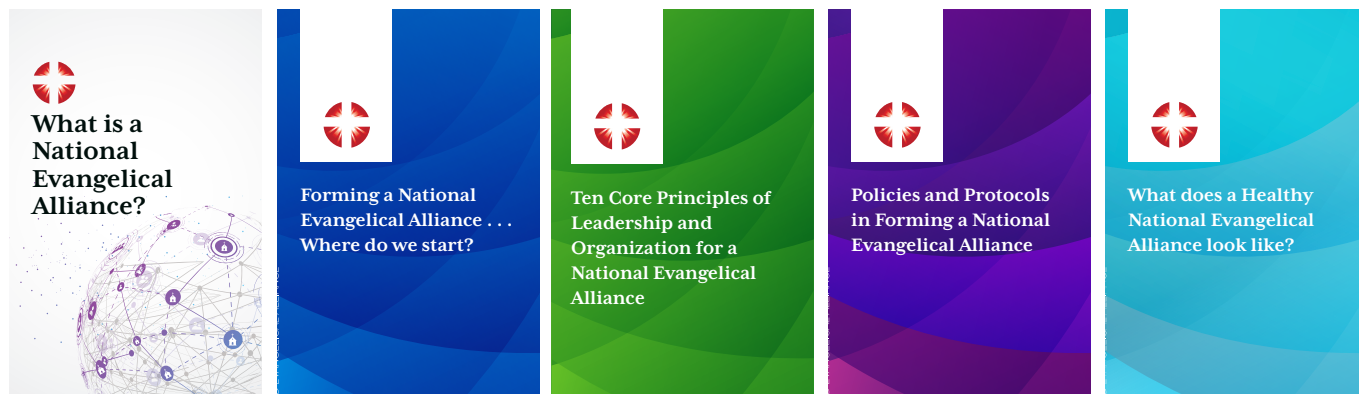 What is a
National
Evangelical
Alliance?
Forming a National
Evangelical Alliance . . .
Where do we start?
Ten Core Principles of
Leadership and
Organization for a
National Evangelical
Alliance
Policies and Protocols
in Forming a National
Evangelical Alliance
What does a Healthy
National Evangelical
Alliance look like?